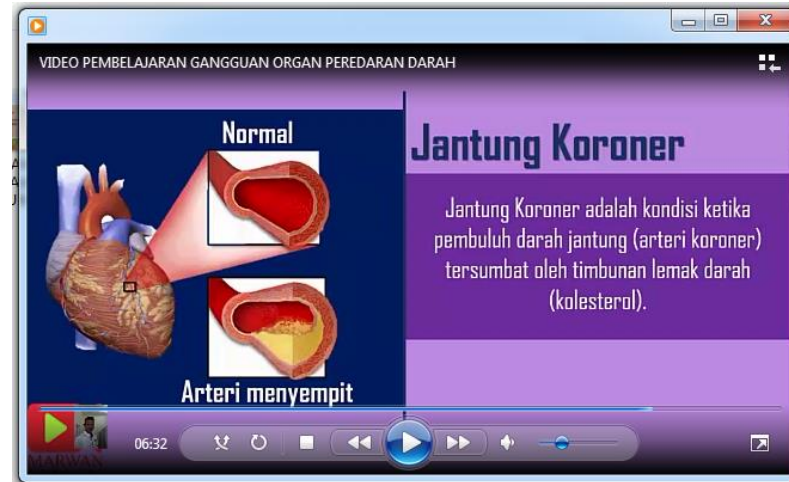 VIDEO PEMBELAJARAN GANGGUAN ORGAN PEREDARAN DARAH
Normal
Arteri menyempit
Jantung Koroner
Jantung Koroner adalah kondisi ketika
pembuluh darah jantung (arteri koroner)
tersumbat oleh timbunan lemak darah
(kolesterol).
MARWAN
06:32